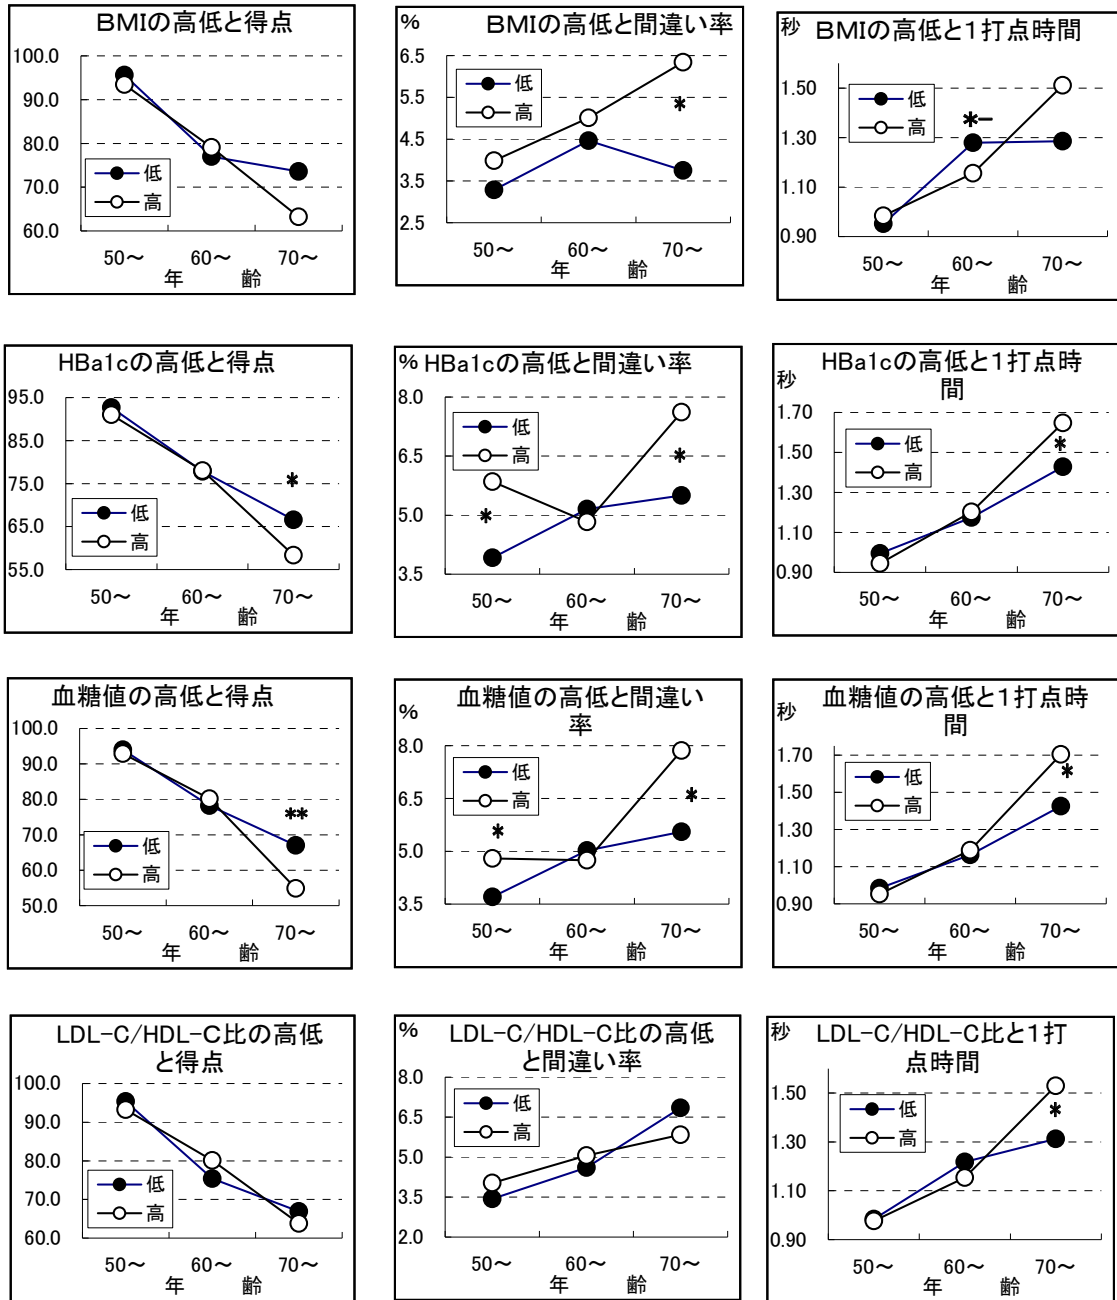 BMIの高低と得点
100.0
90.0
80.0
70.0
60.0
低
高
50～ 60～ 70～
年 齢
%
BMIの高低と間違い率
6.5
5.5
4.5
3.5
2.5
低
高
*
50～ 60～ 70～
年 齢
秒
BMIの高低と1打点時間
1.50
1.30
1.10
0.90
低
高
*-
50～ 60～ 70～
年 齢
HBa1cの高低と得点
95.0
85.0
75.0
65.0
55.0
低
高
*
50～ 60～ 70～
年 齢
%
HBa1cの高低と間違い率
8.0
6.5
5.0
3.5
低
高
*
*
50～ 60～ 70～
年 齢
秒
HBa1cの高低と1打点時
間
1.70
1.50
1.30
1.10
0.90
低
高
*
50～ 60～ 70～
年 齢
血糖値の高低と得点
100.0
90.0
80.0
70.0
60.0
50.0
低
高
**
50～ 60～ 70～
年 齢
%
血糖値の高低と間違い
率
8.0
6.5
5.0
3.5
低
高
*
*
50～ 60～ 70～
年 齢
秒
血糖値の高低と1打点時
間
1.70
1.50
1.30
1.10
0.90
低
高
*
50～ 60～ 70～
年 齢
LDL-C/HDL-C比の高低
と得点
100.0
90.0
80.0
70.0
60.0
低
高
50～ 60～ 70～
年 齢
%
LDL-C/HDL-C比の高低
と間違い率
8.0
6.5
5.0
3.5
2.0
低
高
50～ 60～ 70～
年 齢
秒
LDL-C/HDL-C比と1打
点時間
1.50
1.30
1.10
0.90
低
高
*
50～ 60～ 70～
年 齢